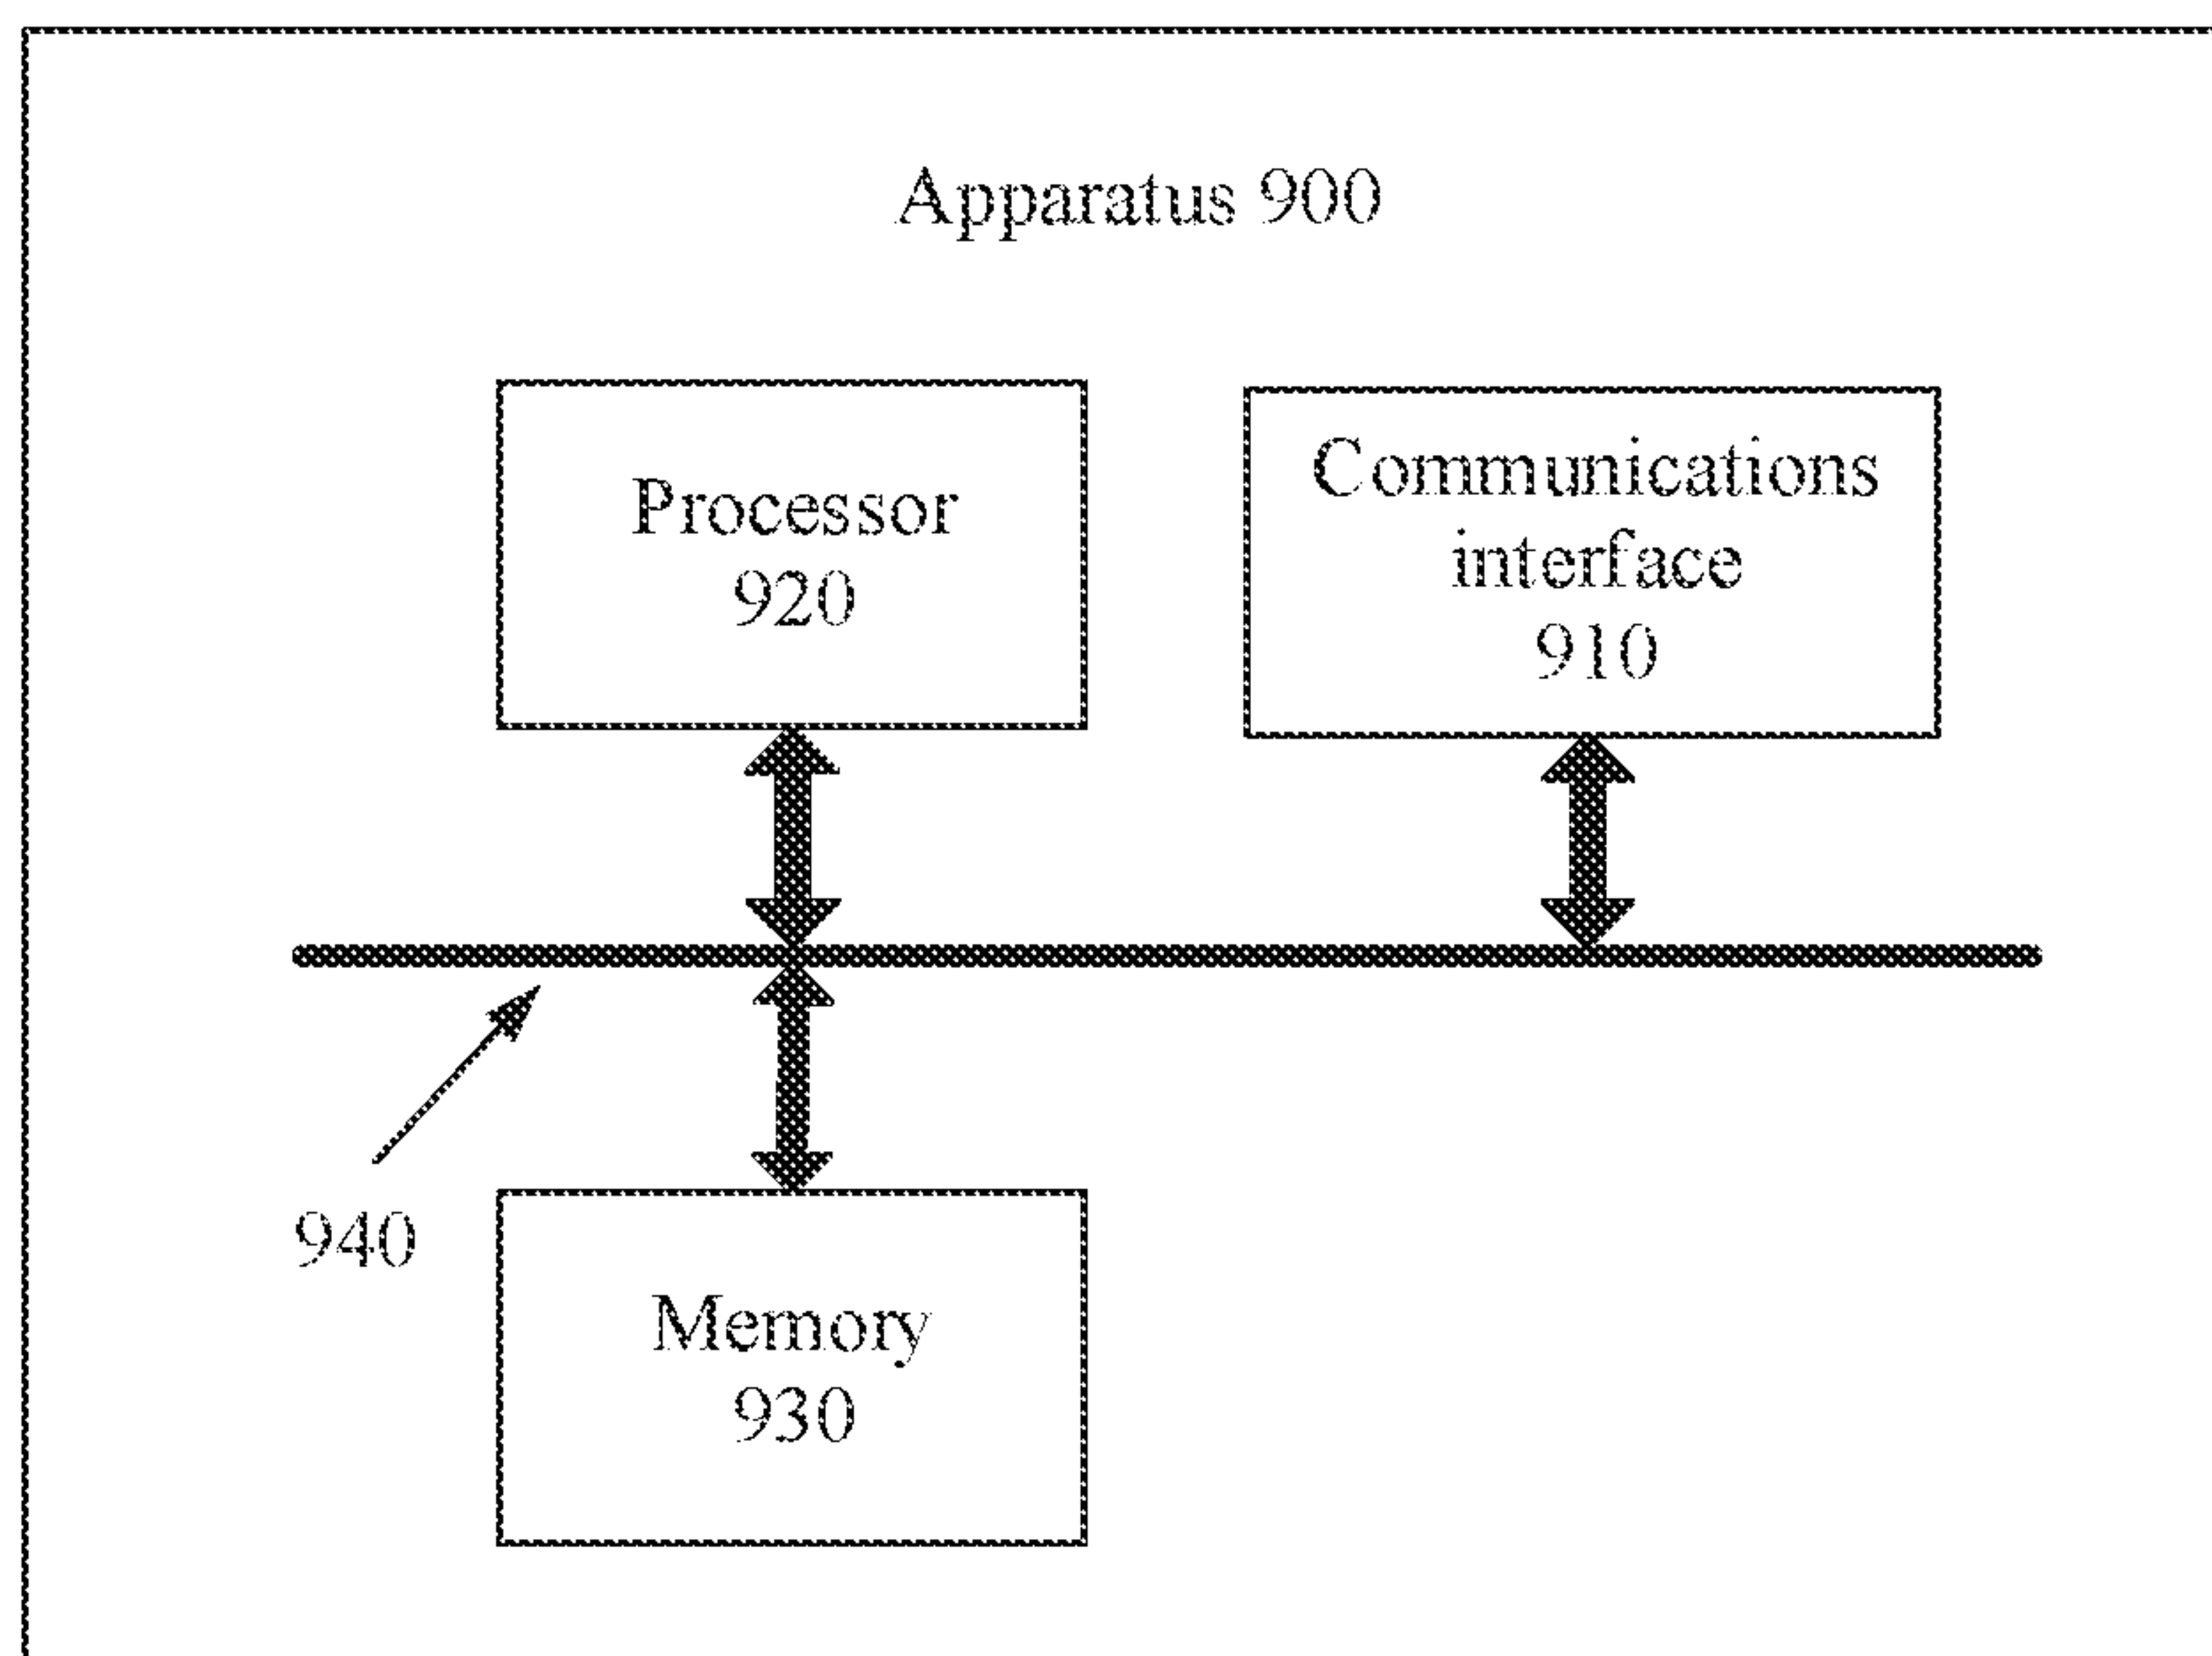 Apparatus 900
Processor
920
Communications
interface
910
940
Memory
930